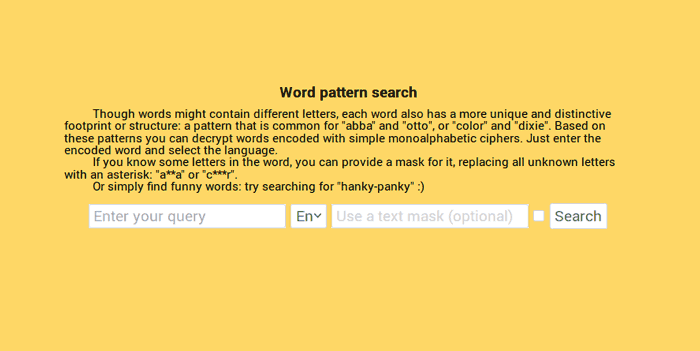 Word pattern search
Though words might contain different letters, each word also has a more unique and distinctive
footprint or structure: a pattern that is common for "abba" and "otto", or "color" and "dixie". Based on
these patterns you can decrypt words encoded with simple monoalphabetic ciphers. Just enter the
encoded word and select the language.
If you know some letters in the word, you can provide a mask for it, replacing all unknown letters
with an asterisk: "a**a" or "c***r".
Or simply find funny words: try searching for "hanky-panky" :)
Enter your query En Use a text mask (optional) Search